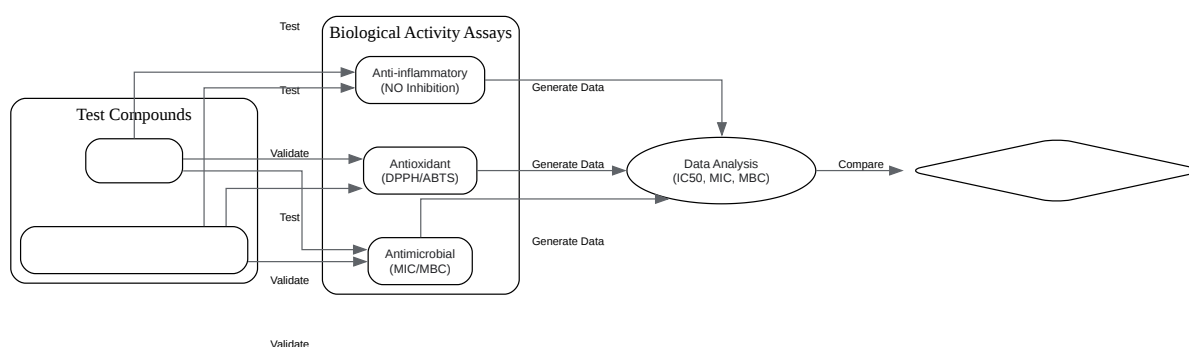 Test
Biological Activity Assays
Anti-inflammatory
(NO Inhibition)
Test
Generate Data
Test Compounds
Validate
Antioxidant
(DPPH/ABTS)
Generate Data
Data Analysis
(IC50, MIC, MBC)
Compare
Test
Antimicrobial
(MIC/MBC)
Generate Data
Validate
Validate